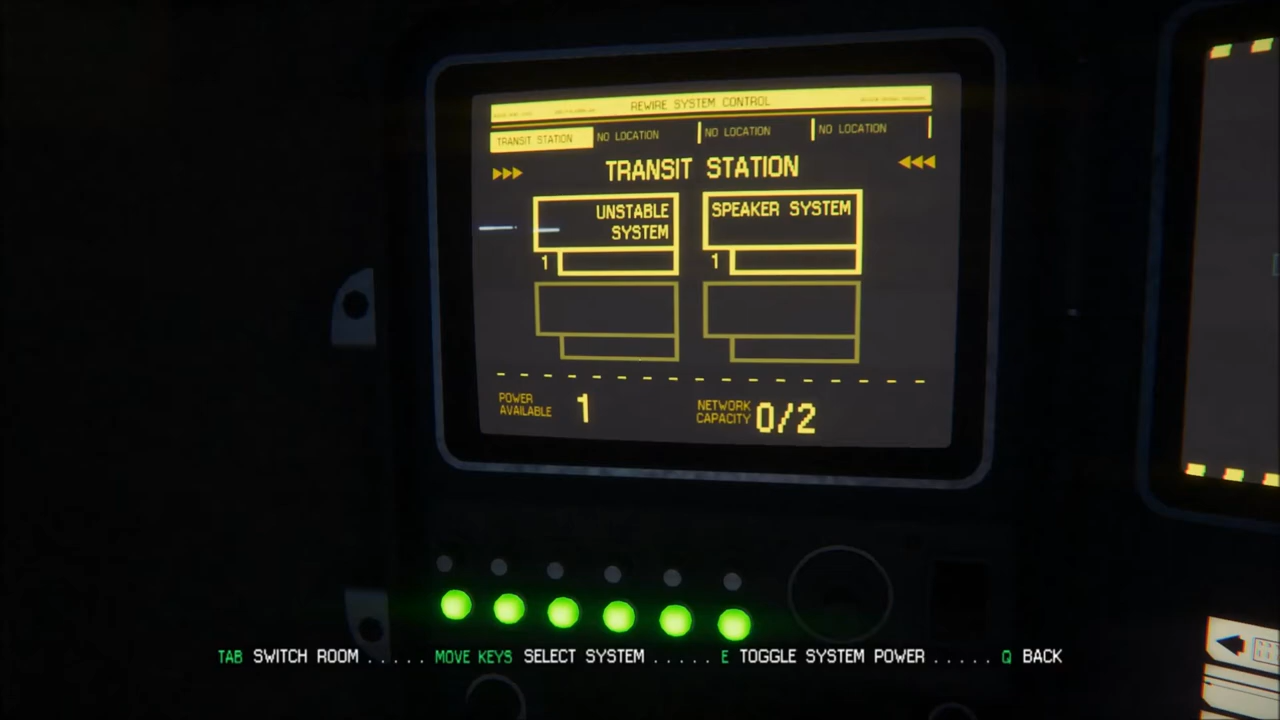 REWIRE SYSTEM CONTROL
TRANSIT STATION NO LOCATION NO LOCATION NO LOCATION
TRANSIT STATION
UNSTABLE
SYSTEM
SPEAKER SYSTEM
1
1
POWER
AVAILABLE
1
NETWORK
CAPACITY
0/2
TAB SWITCH ROOM ..... MOVE KEYS SELECT SYSTEM ..... E TOGGLE SYSTEM POWER ..... Q BACK